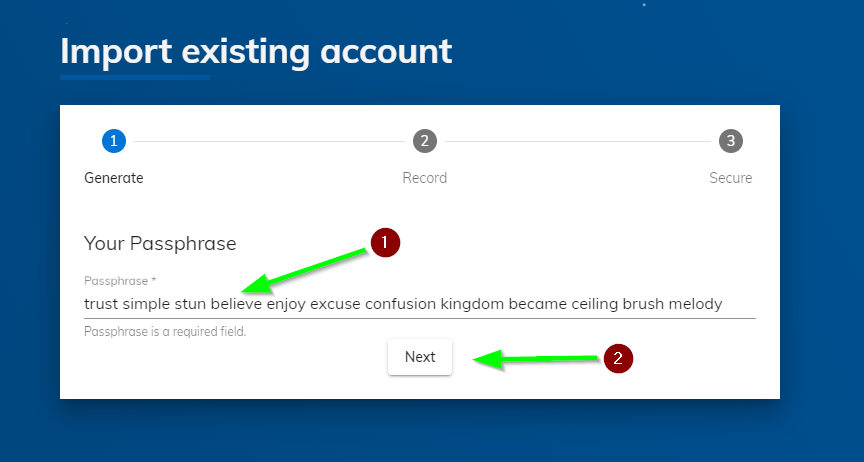 Import existing account
1 2 3
Generate Record Secure
Your Passphrase
1
Passphrase *
trust simple stun believe enjoy excuse confusion kingdom became ceiling brush melody
Passphrase is a required field.
Next
2